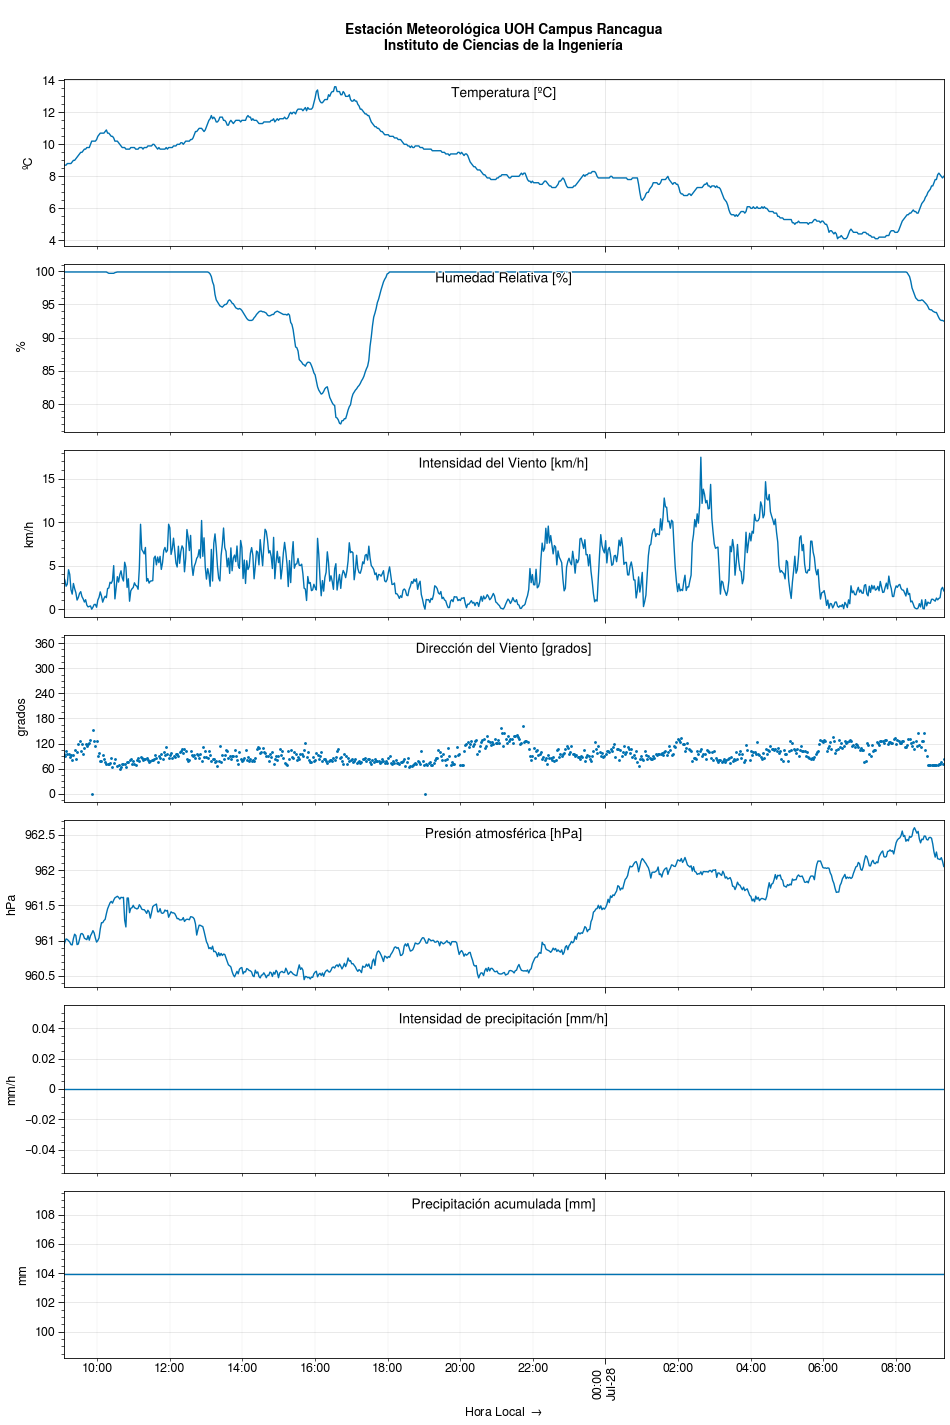 Estación Meteorológica UOH Campus Rancagua
Instituto de Ciencias de la Ingeniería
Temperatura [ºC]
14
12
10
8
6
4
ºC
Humedad Relativa [%]
100
95
90
85
80
%
Intensidad del Viento [km/h]
15
10
5
0
km/h
Dirección del Viento [grados]
360
300
240
180
120
60
0
grados
Presión atmosférica [hPa]
962.5
962
961.5
961
960.5
hPa
Intensidad de precipitación [mm/h]
0.04
0.02
0
−0.02
−0.04
mm/h
Precipitación acumulada [mm]
108
106
104
102
100
mm
10:00 12:00 14:00 16:00 18:00 20:00 22:00 00:00 02:00 04:00 06:00 08:00
Jul-28
Hora Local →